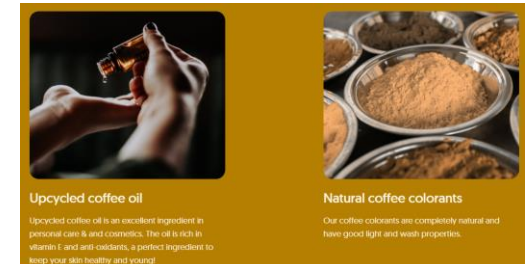 Upcycled coffee oil
Upcycled coffee oil is an excellent ingredient in
personal care & and cosmetics. The oil is rich in
vitamin E and anti-oxidants, a perfect ingredient to
keep your skin healthy and young!
Natural coffee colorants
Our coffee colorants are completely natural and
have good light and wash properties.